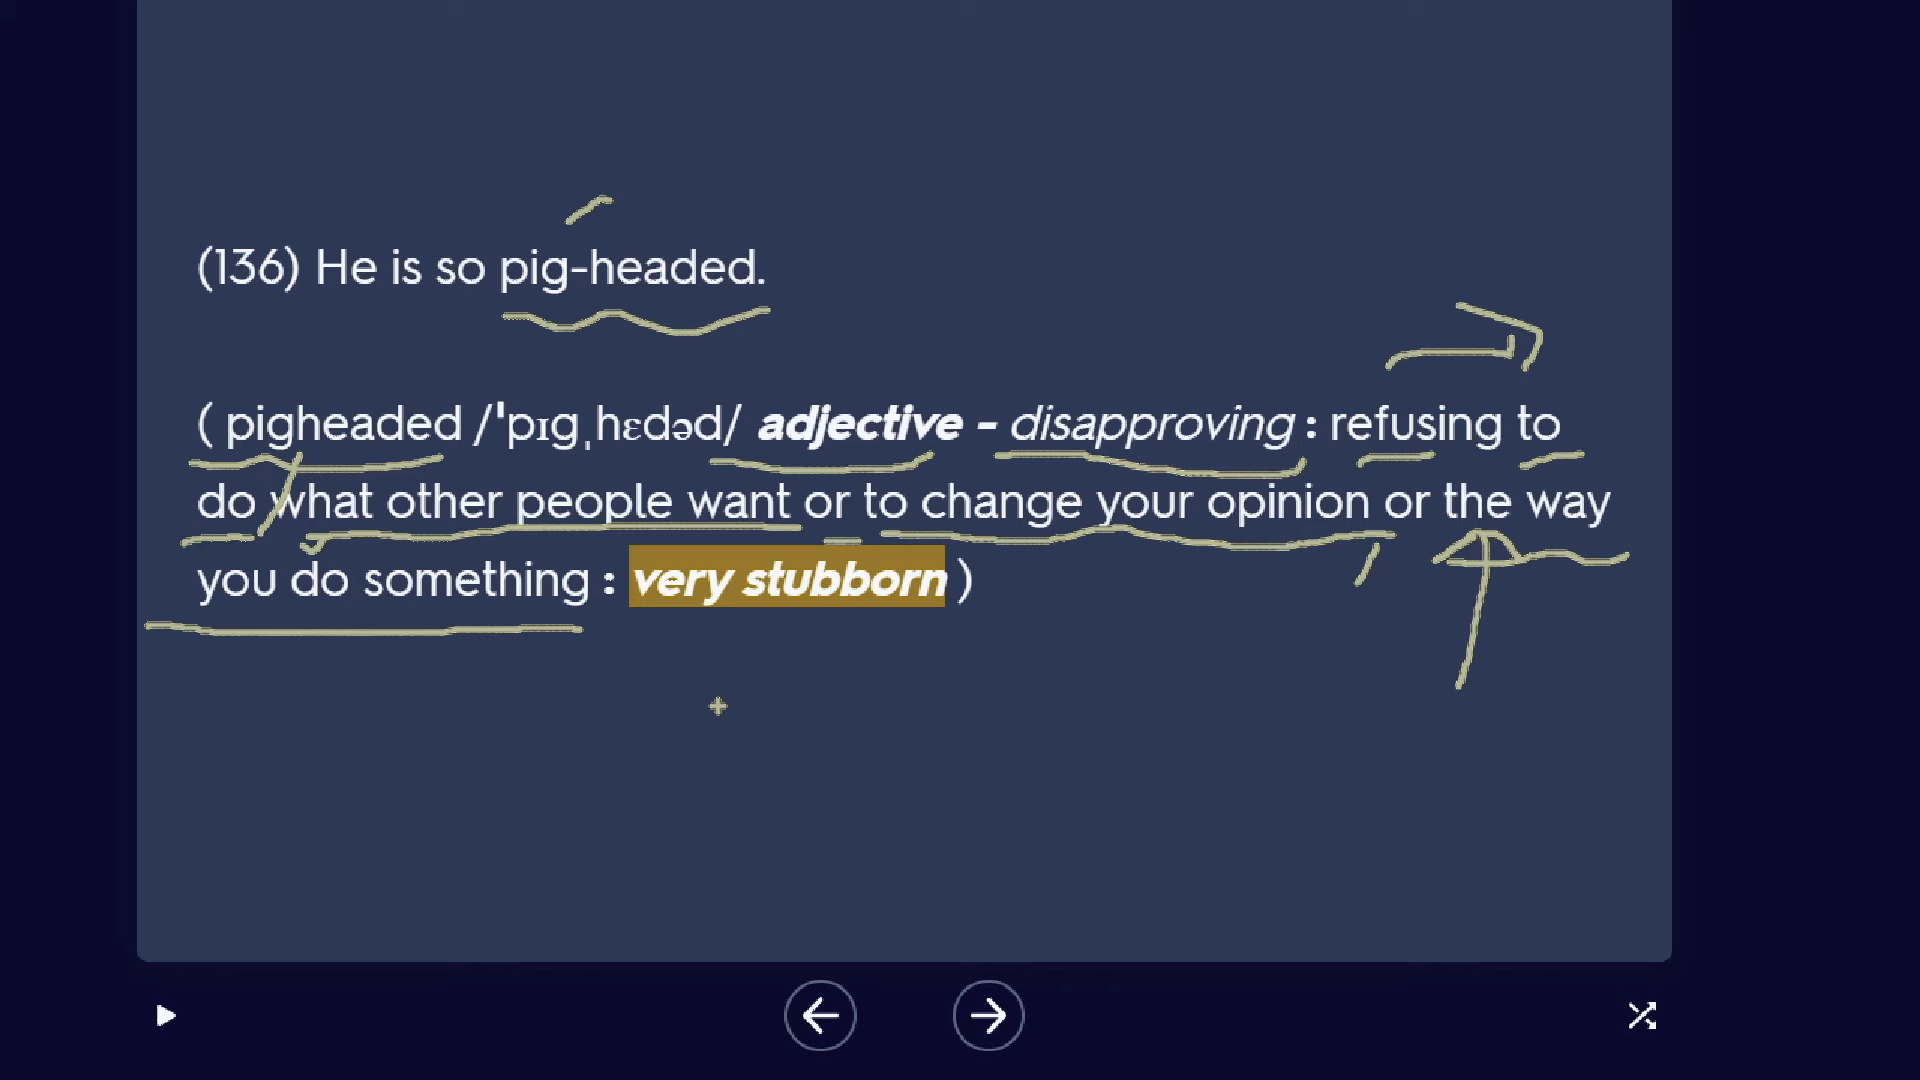 (136) He is so pig-headed.
( pigheaded /ˈpɪgˌhɛdəd/ adjective - disapproving : refusing to
do what other people want or to change your opinion or the way
you do something : very stubborn )